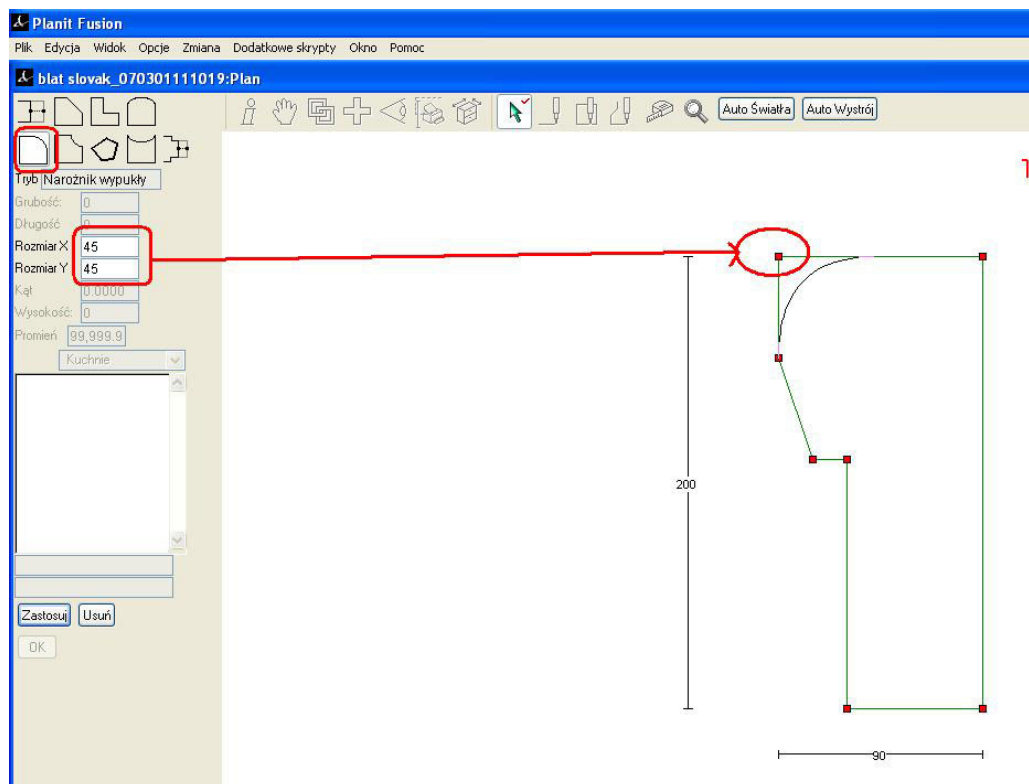 Planit Fusion
Plik Edycja Widok Opcje Zmiana Dodatkowe skrypty Okno Pomoc
blat slovak_070301111019:Plan
Auto Światła Auto Wystrój
Tryb Narożnik wypukły
Grubość: 0
Długość 0
Rozmiar X 45
Rozmiar Y 45
Kąt 0.0000
Wysokość: 0
Promień 99,999.9
Kuchnie
200
Zastosuj Usuń
OK
90